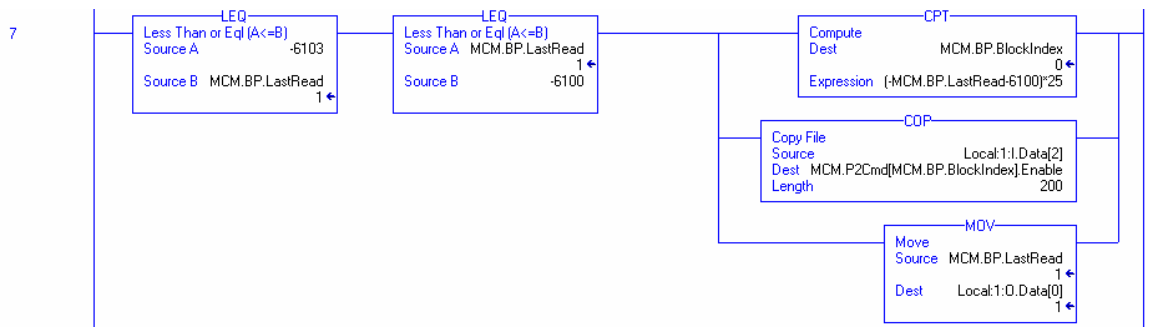 7
LEQ
Less Than or Eql (A<=B)
Source A -6103
Source B MCM.BP.LastRead
1
LEQ
Less Than or Eql (A<=B)
Source A MCM.BP.LastRead
1
Source B -6100
CPT
Compute
Dest MCM.BP.BlockIndex
0
Expression (-MCM.BP.LastRead-6100)*25
COP
Copy File
Source Local:1:I.Data[2]
Dest MCM.P2Cmd[MCM.BP.BlockIndex].Enable
Length 200
MOV
Move
Source MCM.BP.LastRead
1
Dest Local:1:O.Data[0]
1